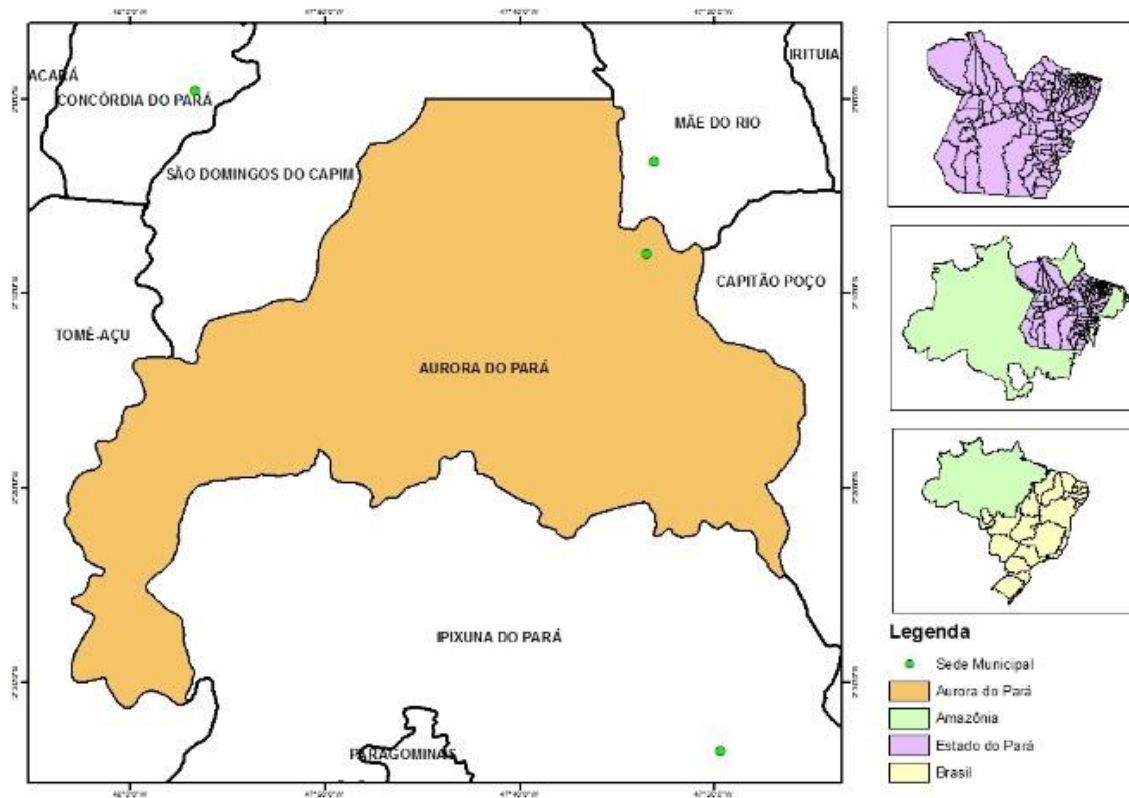 ACARÁ
IRITUIA
CONCÓRDIA DO PARÁ
MÃE DO RIO
SÃO DOMINGOS DO CAPIM
CAPITÃO POÇO
TOMÉ-AÇU
AURORA DO PARÁ
IPIXUNA DO PARÁ
PARAGOMINAS
Legenda
Sede Municipal
Aurora do Pará
Amazônia
Estado do Pará
Brasil